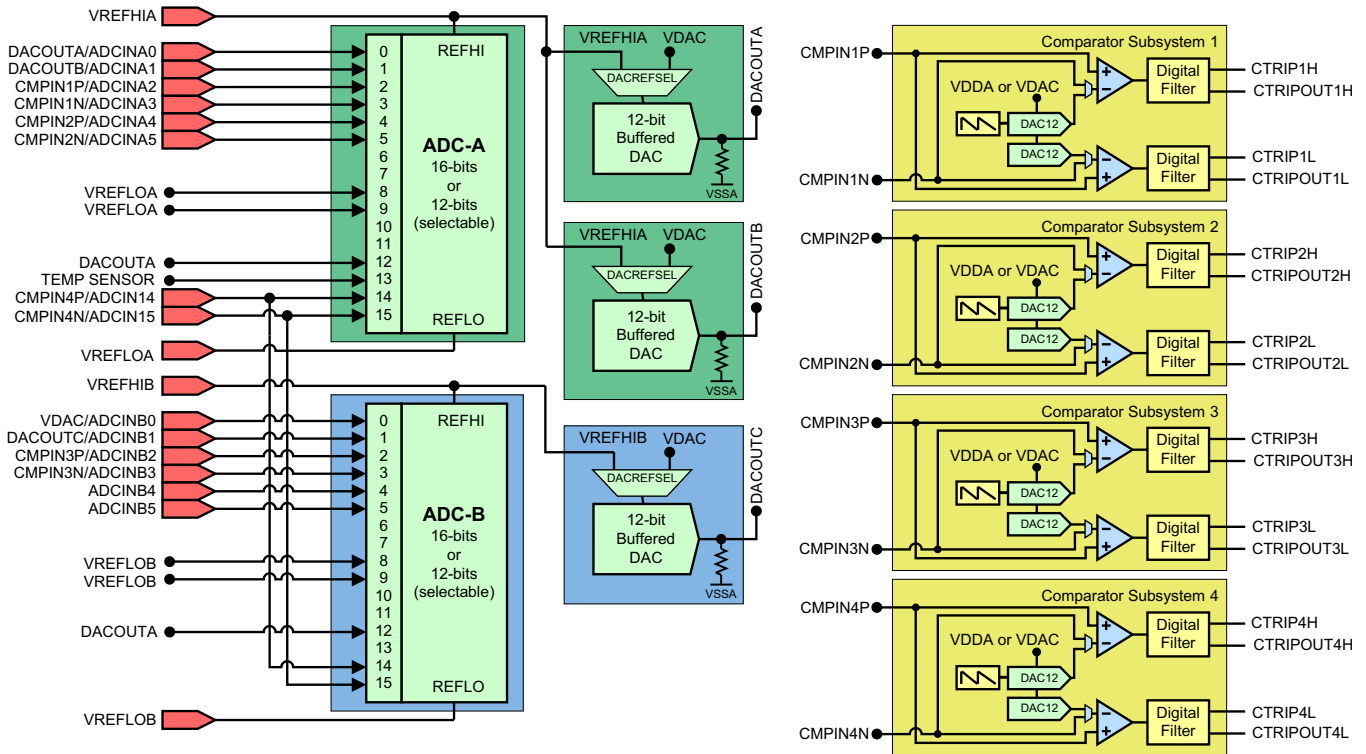 VREFHIA
DACOUTA/ADCINA0
DACOUTB/ADCINA1
CMPIN1P/ADCINA2
CMPIN1N/ADCINA3
CMPIN2P/ADCINA4
CMPIN2N/ADCINA5
VREFLOA
VREFLOA
DACOUTA
TEMP SENSOR
CMPIN4P/ADCIN14
CMPIN4N/ADCIN15
VREFLOA
0
1
2
3
4
5
6
7
8
9
10
11
12
13
14
15
REFHI
ADC-A
16-bits
or
12-bits
(selectable)
REFLO
VREFHIB
VDAC/ADCINB0
DACOUTC/ADCINB1
CMPIN3P/ADCINB2
CMPIN3N/ADCINB3
ADCINB4
ADCINB5
VREFLOB
VREFLOB
DACOUTA
VREFLOB
0
1
2
3
4
5
6
7
8
9
10
11
12
13
14
15
REFHI
ADC-B
16-bits
or
12-bits
(selectable)
REFLO
VREFHIA
VDAC
DACREFSEL
12-bit
Buffered
DAC
VSSA
DACOUTA
VREFHIA
VDAC
DACREFSEL
12-bit
Buffered
DAC
VSSA
DACOUTB
VREFHIB
VDAC
DACREFSEL
12-bit
Buffered
DAC
VSSA
DACOUTC
Comparator Subsystem 1
CMPIN1P
CMPIN1N
VDDA or VDAC
DAC12
DAC12
+
−
−
+
Digital
Filter
Digital
Filter
CTRIP1H
CTRIPOUT1H
CTRIP1L
CTRIPOUT1L
Comparator Subsystem 2
CMPIN2P
CMPIN2N
VDDA or VDAC
DAC12
DAC12
+
−
−
+
Digital
Filter
Digital
Filter
CTRIP2H
CTRIPOUT2H
CTRIP2L
CTRIPOUT2L
Comparator Subsystem 3
CMPIN3P
CMPIN3N
VDDA or VDAC
DAC12
DAC12
+
−
−
+
Digital
Filter
Digital
Filter
CTRIP3H
CTRIPOUT3H
CTRIP3L
CTRIPOUT3L
Comparator Subsystem 4
CMPIN4P
CMPIN4N
VDDA or VDAC
DAC12
DAC12
+
−
−
+
Digital
Filter
Digital
Filter
CTRIP4H
CTRIPOUT4H
CTRIP4L
CTRIPOUT4L